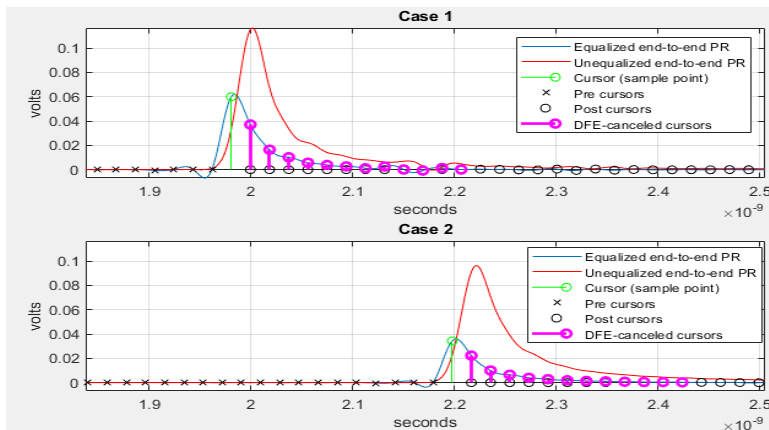 Case 1
volts
0.1
0.08
0.06
0.04
0.02
0
Equalized end-to-end PR
Unequalized end-to-end PR
Cursor (sample point)
Pre cursors
Post cursors
DFE-canceled cursors
1.9
2
2.1
2.2
2.3
2.4
2.5
seconds
×10⁻⁹
Case 2
volts
0.1
0.08
0.06
0.04
0.02
0
Equalized end-to-end PR
Unequalized end-to-end PR
Cursor (sample point)
Pre cursors
Post cursors
DFE-canceled cursors
1.9
2
2.1
2.2
2.3
2.4
2.5
seconds
×10⁻⁹